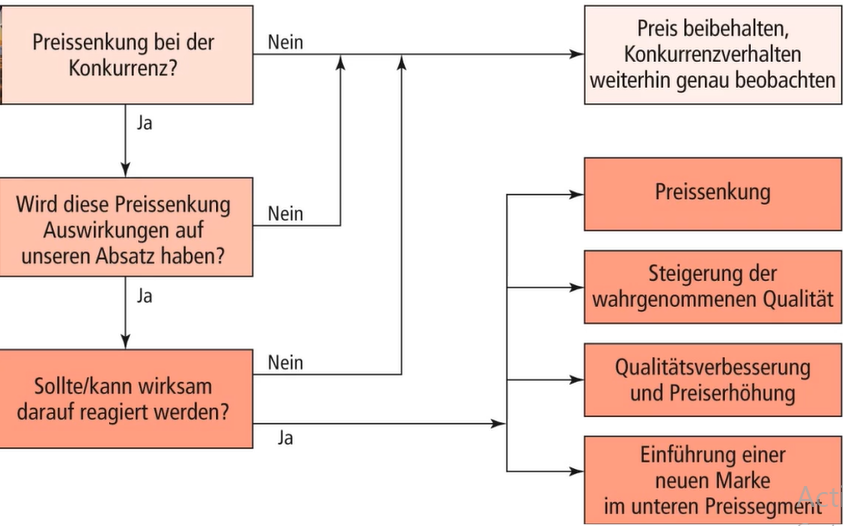 Preissenkung bei der
Konkurrenz?
Nein
Preis beibehalten,
Konkurrenzverhalten
weiterhin genau beobachten
Ja
Wird diese Preissenkung
Auswirkungen auf
unseren Absatz haben?
Nein
Ja
Sollte/kann wirksam
darauf reagiert werden?
Nein
Ja
Preissenkung
Steigerung der
wahrgenommenen Qualität
Qualitätsverbesserung
und Preiserhöhung
Einführung einer
neuen Marke
im unteren Preissegment